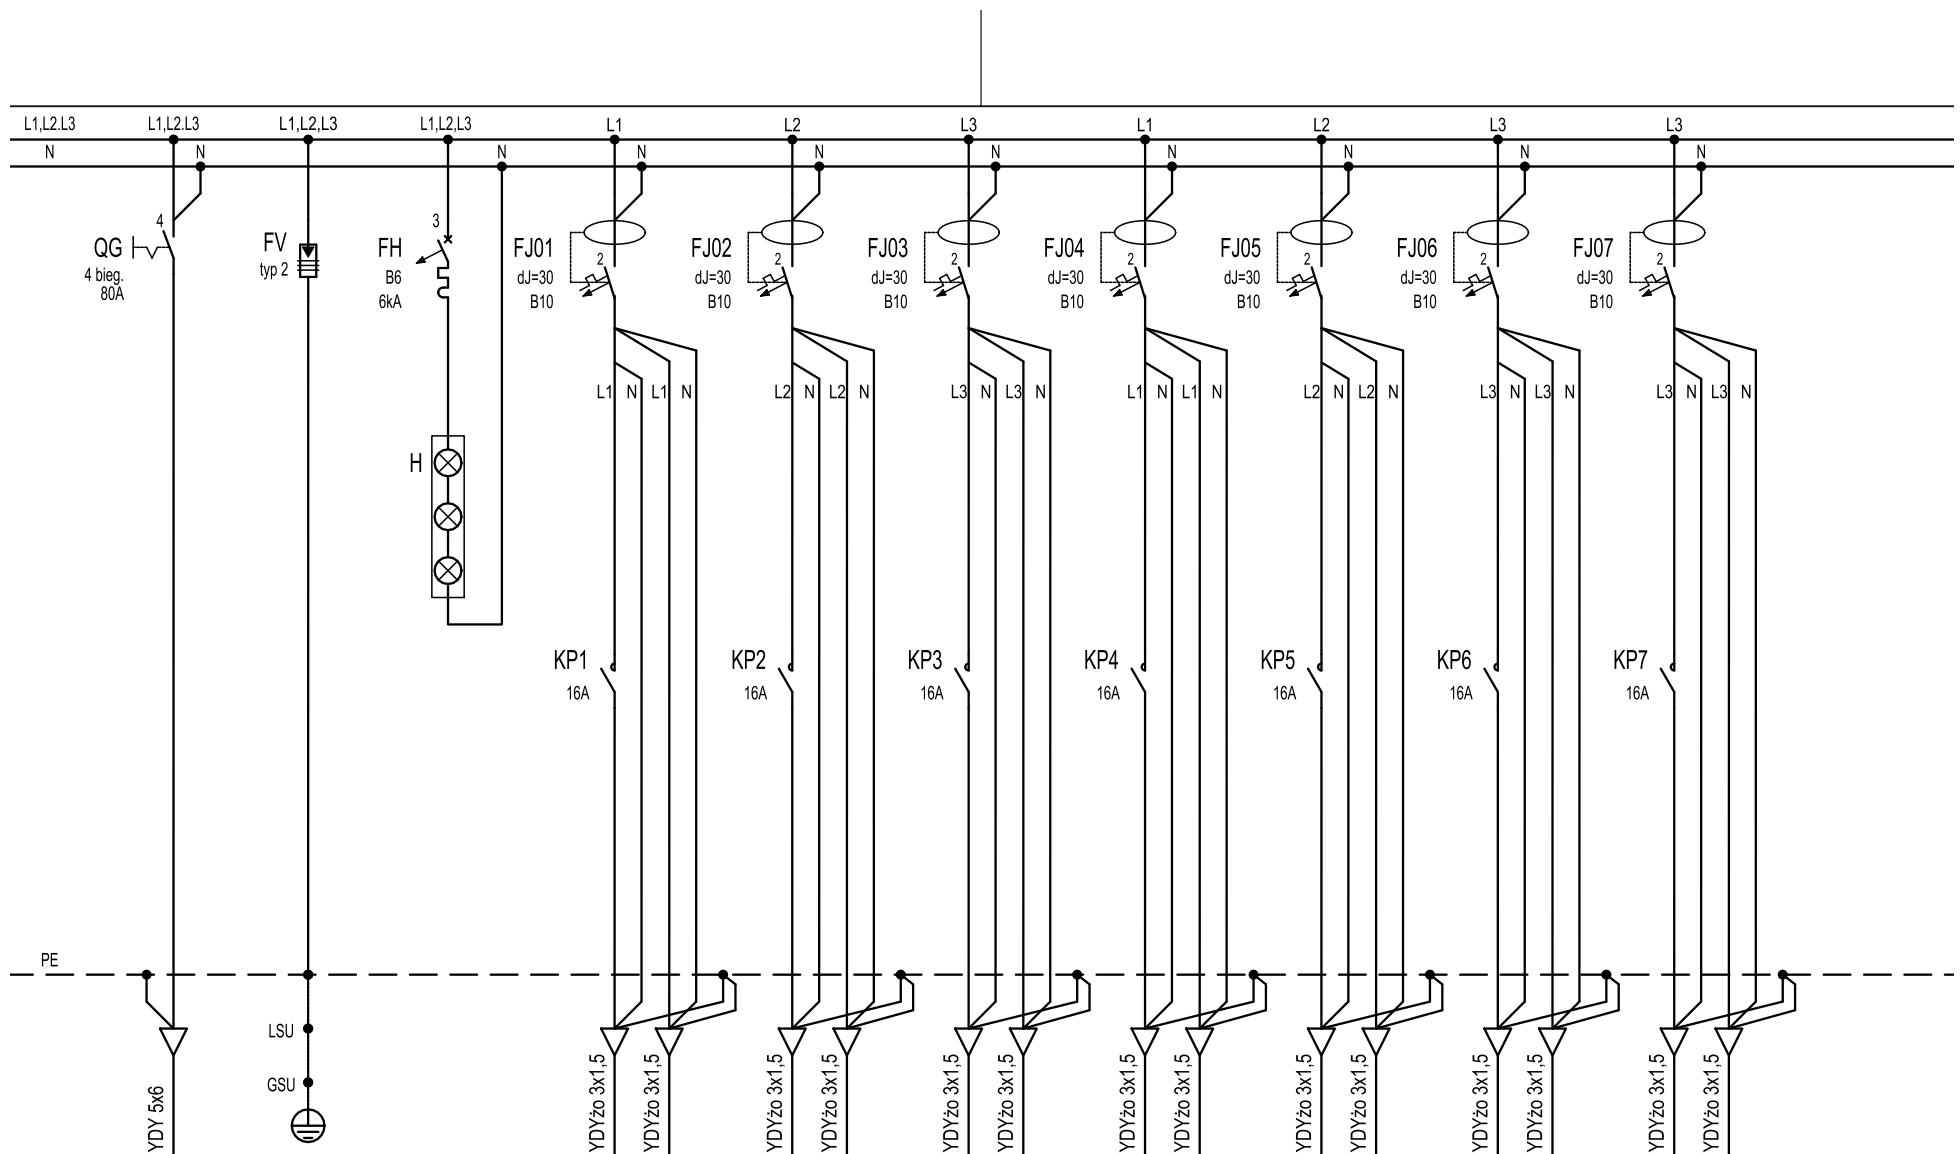 L1,L2.L3 L1,L2.L3 L1,L2,L3 L1,L2,L3 L1 L2 L3 L1 L2 L3 L3
N N N N N N N N N N
4 3
QG FV FH FJ01 FJ02 FJ03 FJ04 FJ05 FJ06 FJ07
2 2 2 2 2 2 2
4 bieg. typ 2 B6 dJ=30 dJ=30 dJ=30 dJ=30 dJ=30 dJ=30 dJ=30
80A 6kA B10 B10 B10 B10 B10 B10 B10
L1 N L1 N L2 N L2 N L3 N L3 N L1 N L1 N L2 N L2 N L3 N L3 N L3 N L3 N
H
KP1 KP2 KP3 KP4 KP5 KP6 KP7
16A 16A 16A 16A 16A 16A 16A
PE
LSU
GSU
YDY 5x6
YDYżo 3x1,5
YDYżo 3x1,5
YDYżo 3x1,5
YDYżo 3x1,5
YDYżo 3x1,5
YDYżo 3x1,5
YDYżo 3x1,5
YDYżo 3x1,5
YDYżo 3x1,5
YDYżo 3x1,5
YDYżo 3x1,5
YDYżo 3x1,5
YDYżo 3x1,5
YDYżo 3x1,5